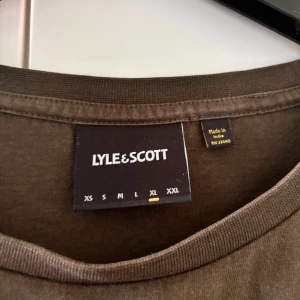 LYLE&SCOTT
XS S M L XL XXL
Made in
India